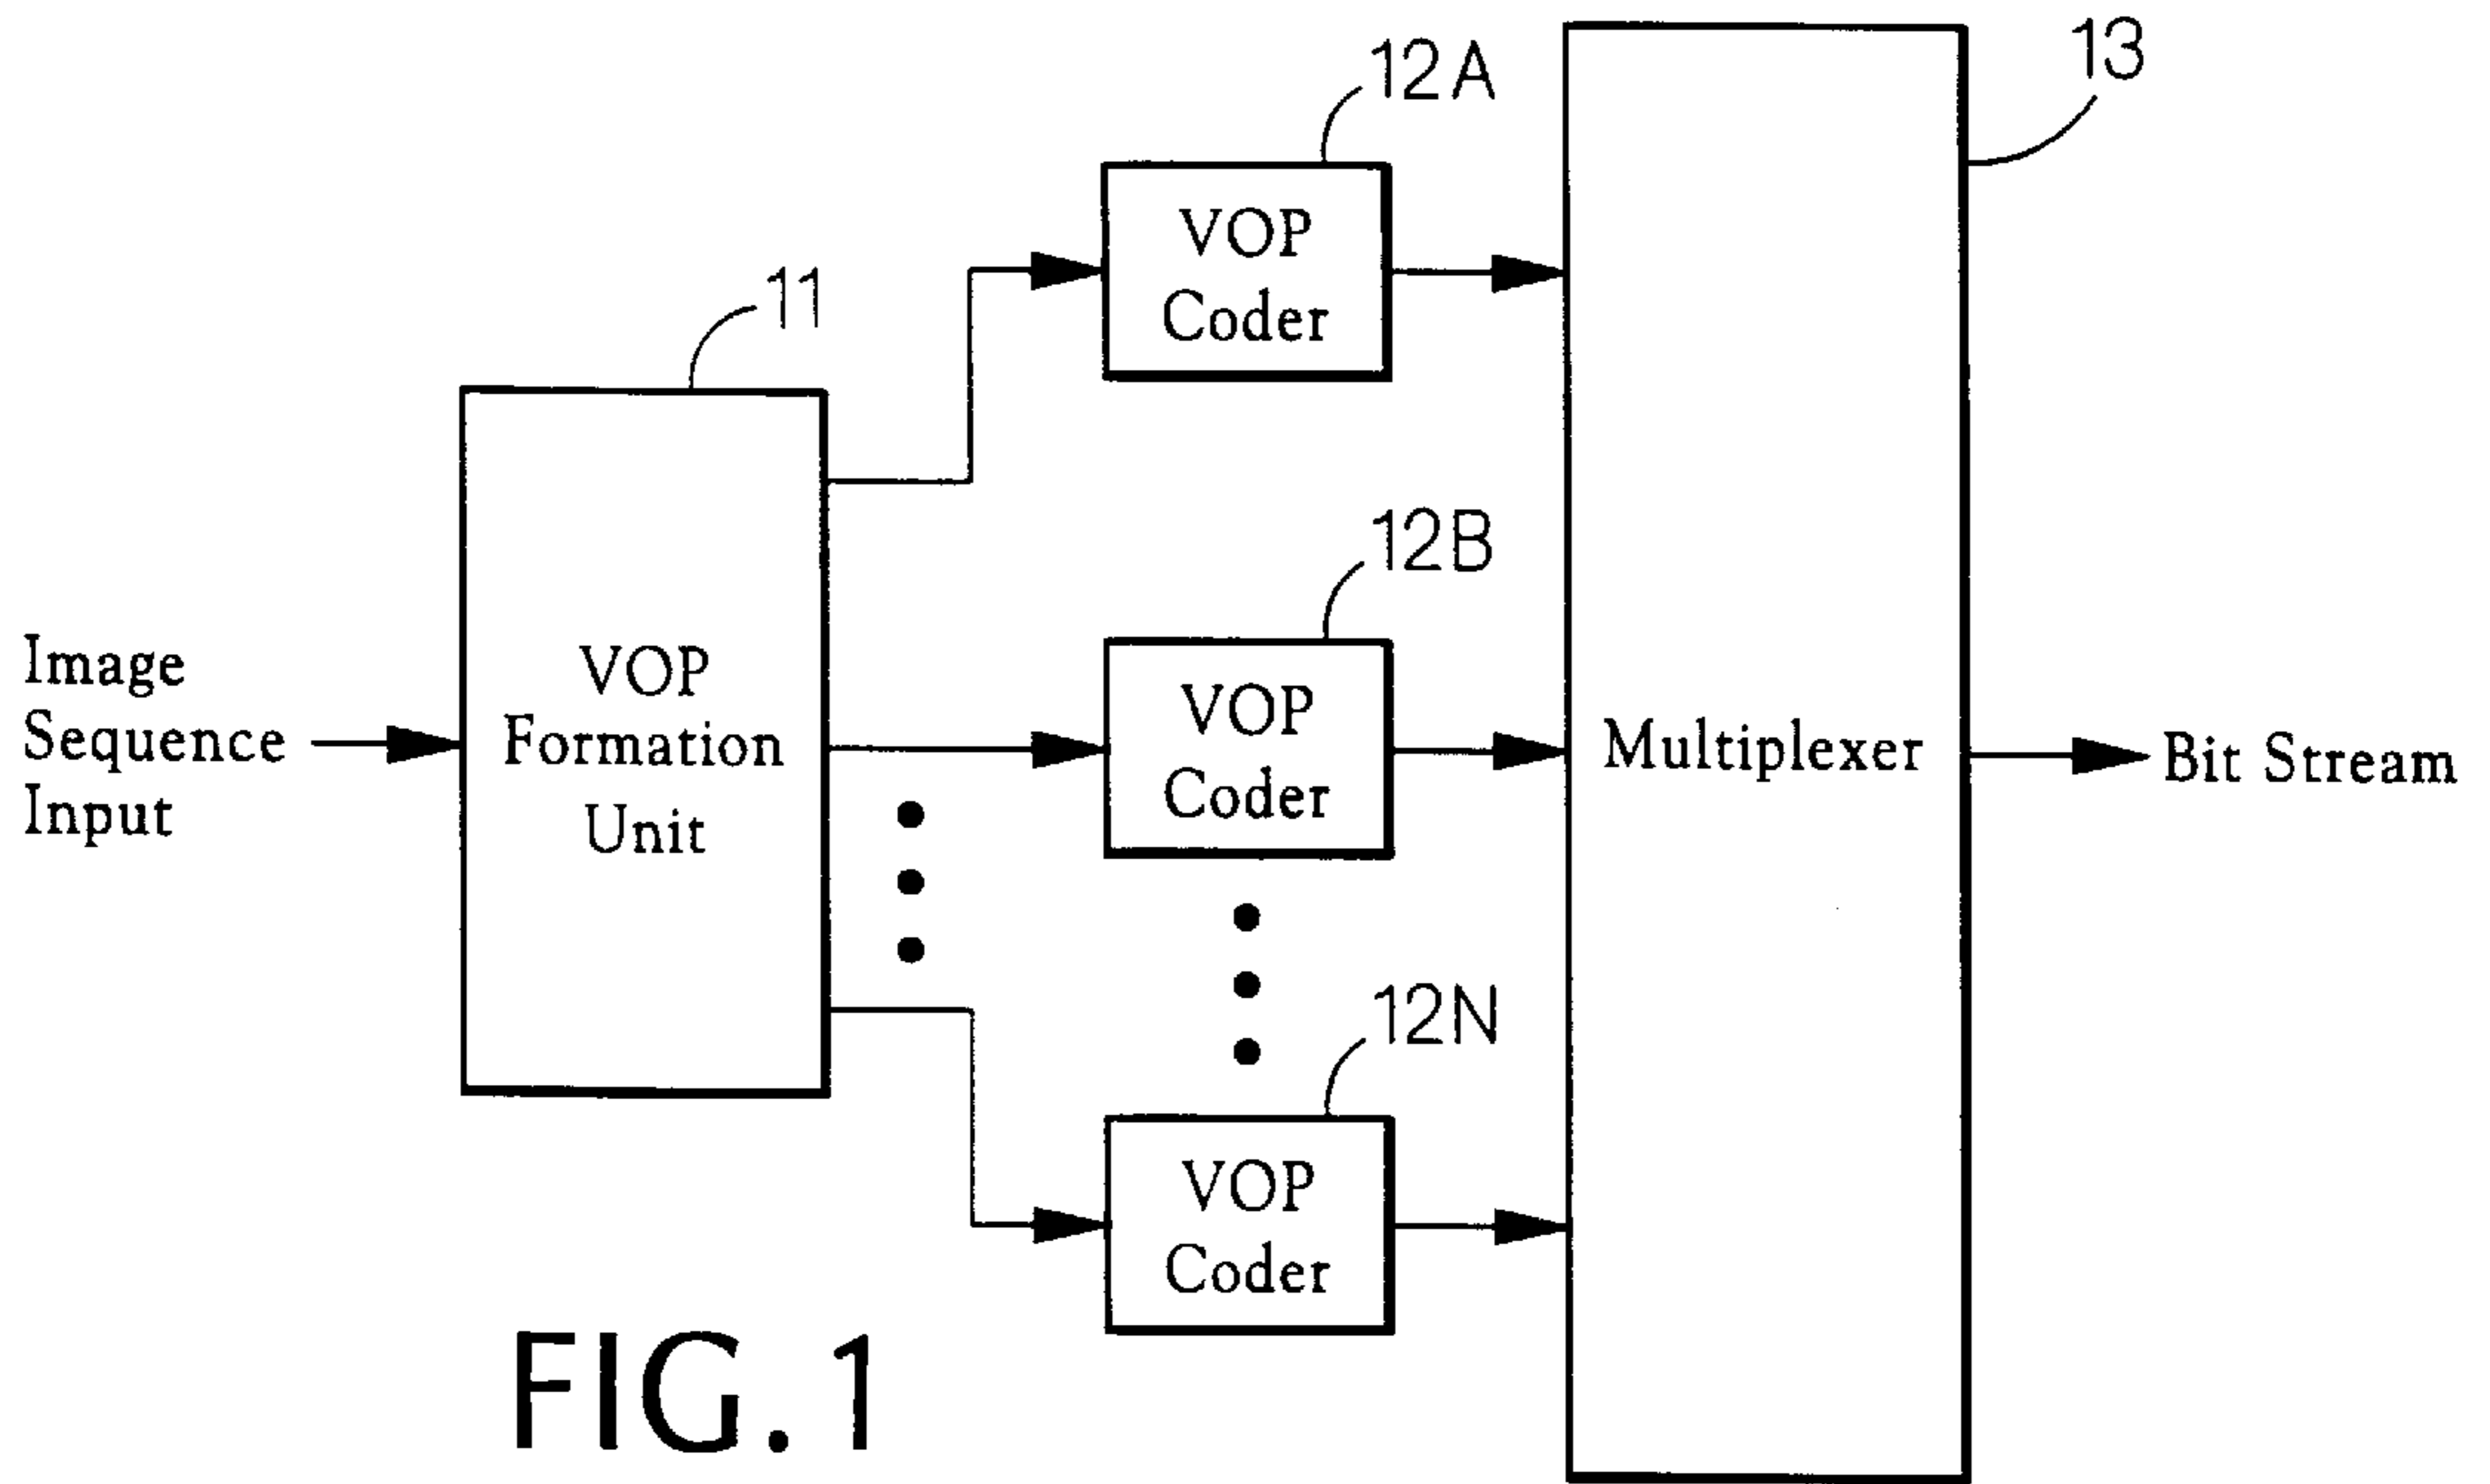 Image
Sequence
Input
11
VOP
Formation
Unit
12A
VOP
Coder
12B
VOP
Coder
12N
VOP
Coder
13
Multiplexer
Bit Stream
FIG.1